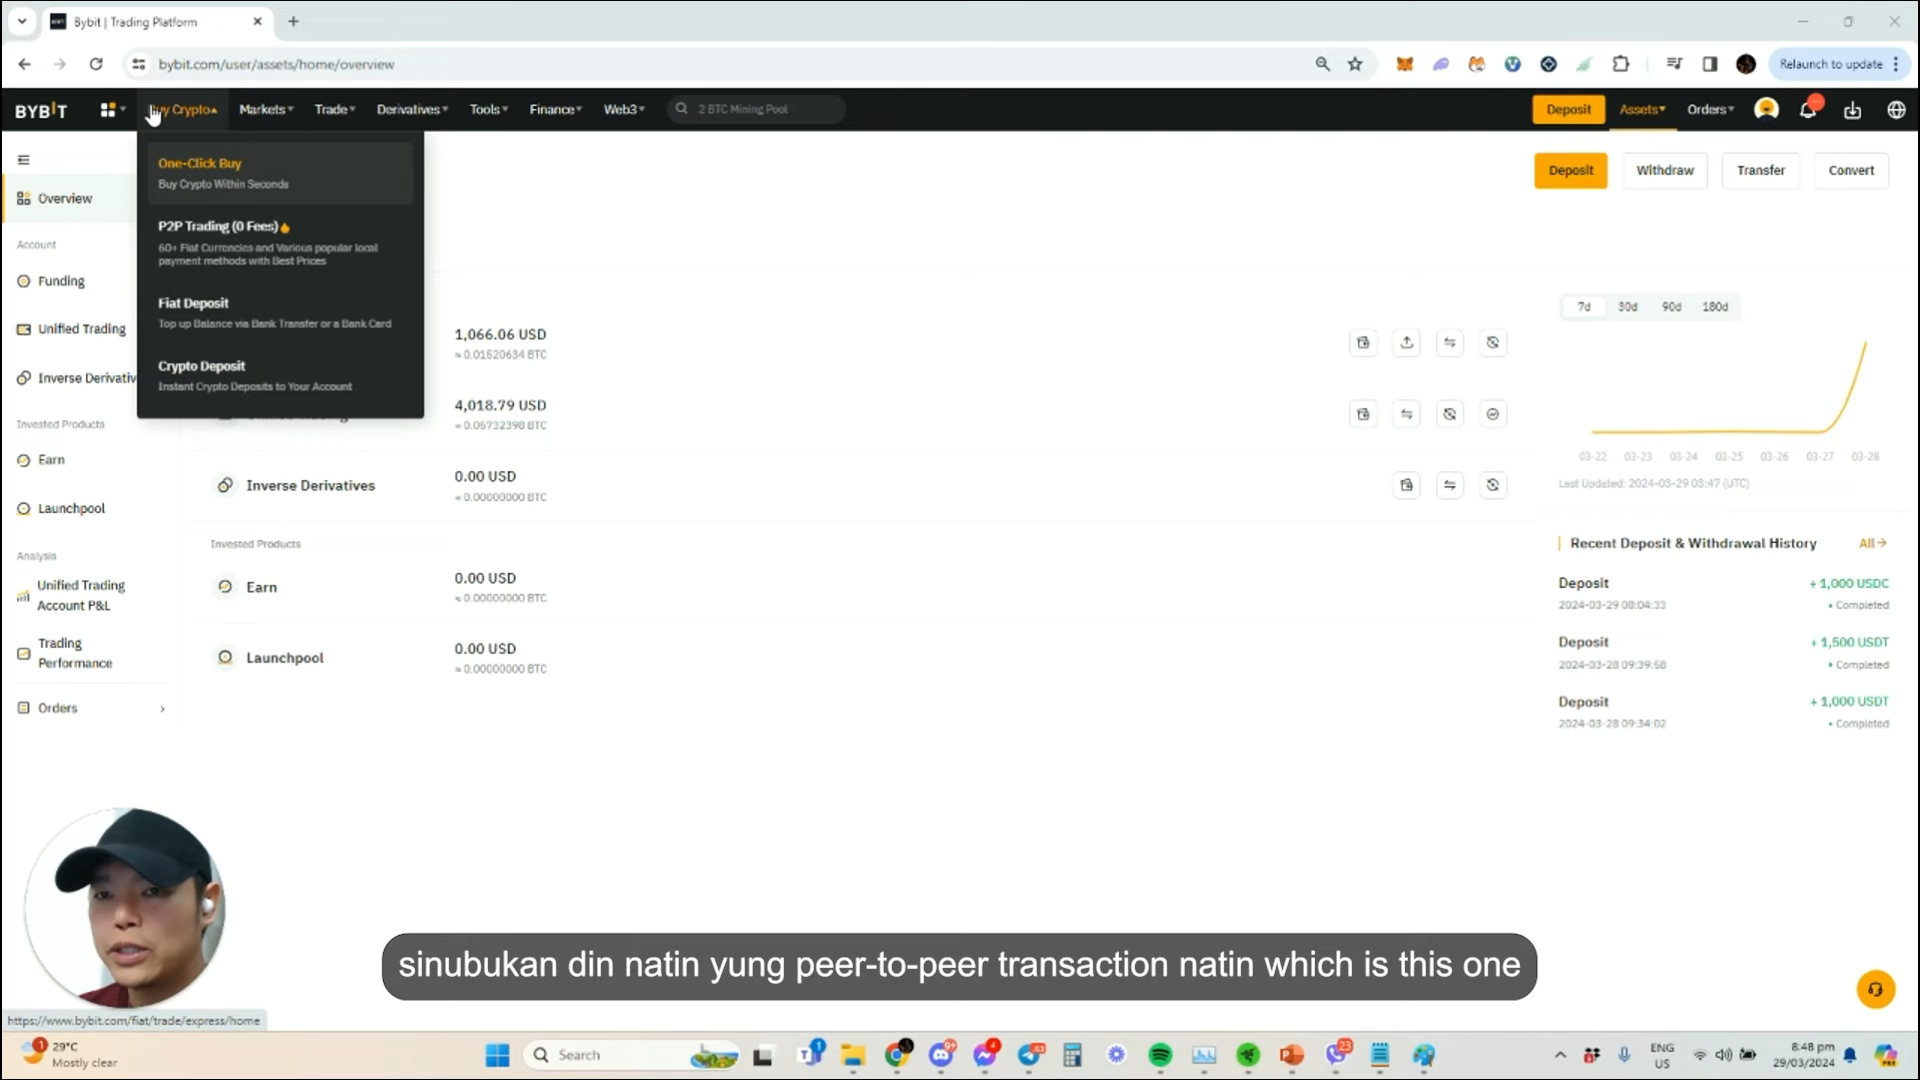 Bybit | Trading Platform
bybit.com/user/assets/home/overview
Relaunch to update
BYBIT
Buy Crypto
Markets
Trade
Derivatives
Tools
Finance
Web3
2 BTC Mining Pool
Deposit
Assets
Orders
One-Click Buy
Buy Crypto Within Seconds
P2P Trading (0 Fees)
60+ Fiat Currencies and Various popular local
payment methods with Best Prices
Fiat Deposit
Top up Balance via Bank Transfer or a Bank Card
Crypto Deposit
Instant Crypto Deposits to Your Account
Overview
Account
Funding
Unified Trading
Inverse Derivativ
Invested Products
Earn
Launchpool
Analysis
Unified Trading
Account P&L
Trading
Performance
Orders
Deposit
Withdraw
Transfer
Convert
1,066.06 USD
≈ 0.01520634 BTC
4,018.79 USD
≈ 0.05732398 BTC
Inverse Derivatives
0.00 USD
≈ 0.00000000 BTC
Invested Products
Earn
0.00 USD
≈ 0.00000000 BTC
Launchpool
0.00 USD
≈ 0.00000000 BTC
7d 30d 90d 180d
03-22 03-23 03-24 03-25 03-26 03-27 03-28
Last Updated: 2024-03-29 03:47 (UTC)
Recent Deposit & Withdrawal History
All
Deposit
+ 1,000 USDC
2024-03-29 08:04:33
Completed
Deposit
+ 1,500 USDT
2024-03-28 09:39:58
Completed
Deposit
+ 1,000 USDT
2024-03-28 09:34:02
Completed
sinubukan din natin yung peer-to-peer transaction natin which is this one
https://www.bybit.com/fiat/trade/express/home
29°C
Mostly clear
Search
ENG
US
8:48 pm
29/03/2024